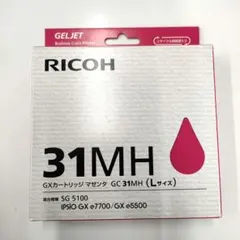 GELJET
RICOH
31MH
GXカートリッジ マゼンタ GC 31MH (Lサイズ)
SG 5100
IPSiO GX e7700/GX e5500